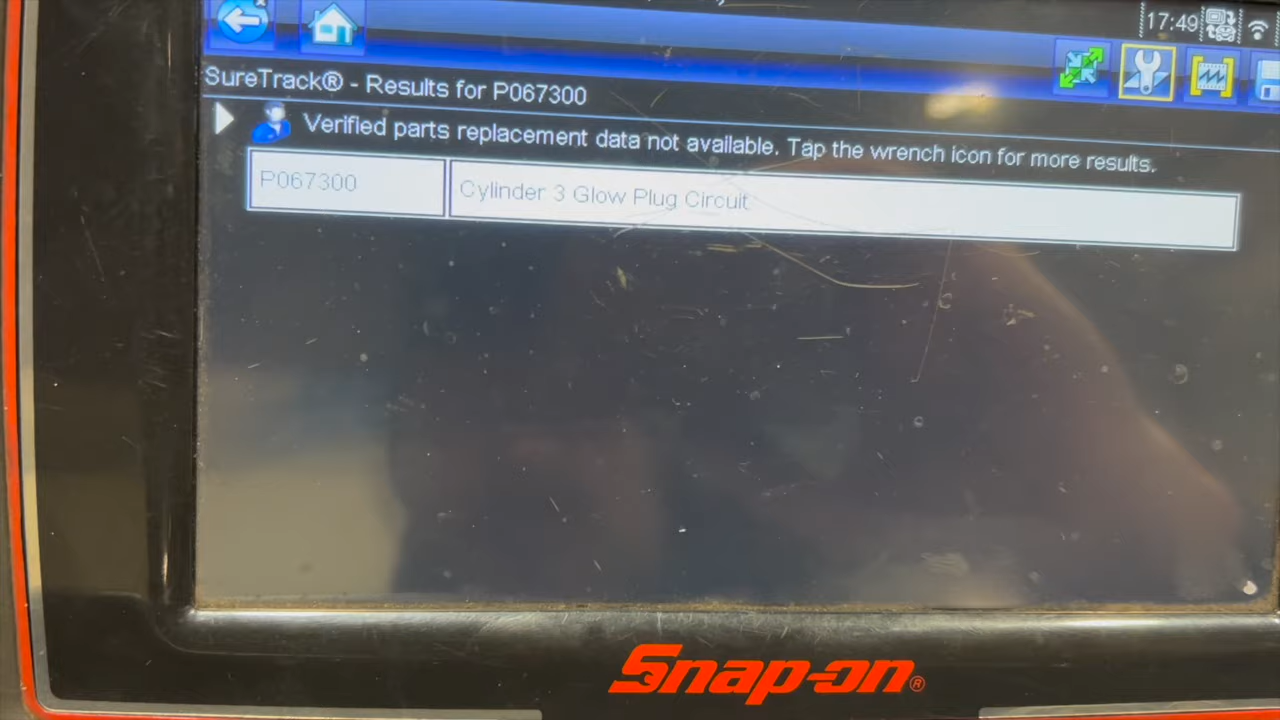 17:49
SureTrack® - Results for P067300
Verified parts replacement data not available. Tap the wrench icon for more results.
P067300 Cylinder 3 Glow Plug Circuit
Snap-on®